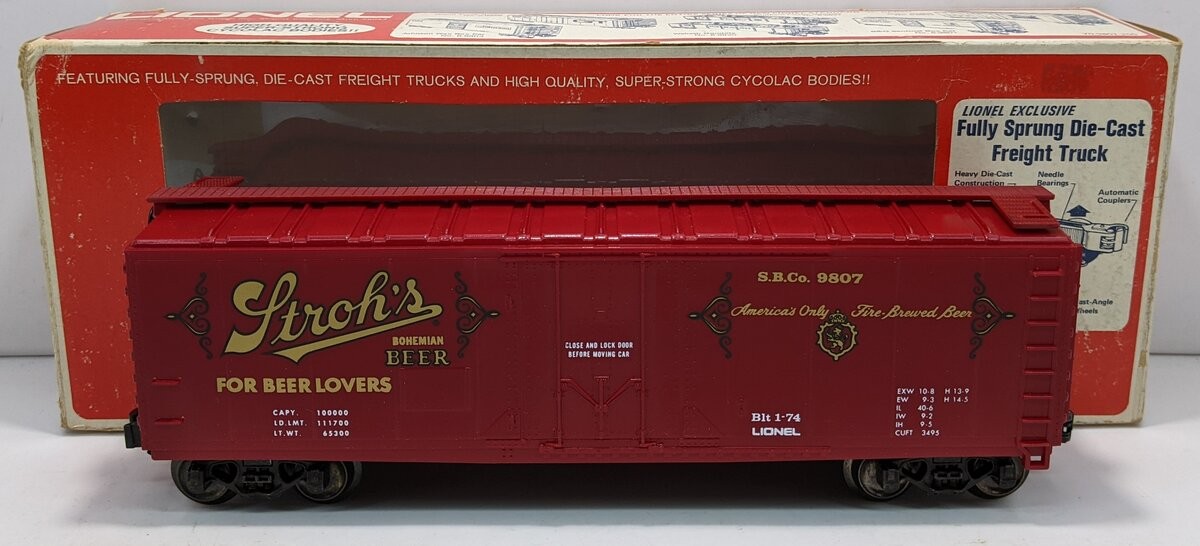 LIONEL
FEATURING FULLY-SPRUNG, DIE-CAST FREIGHT TRUCKS AND HIGH QUALITY, SUPER-STRONG CYCOLAC BODIES!!
LIONEL EXCLUSIVE
Fully Sprung Die-Cast
Freight Truck
Heavy Die-Cast
Construction
Needle
Bearings
Automatic
Couplers
Stroh's
BOHEMIAN
BEER
FOR BEER LOVERS
CAPY. 100000
LD.LMT. 111700
LT.WT. 65300
CLOSE AND LOCK DOOR
BEFORE MOVING CAR
S.B.Co. 9807
America's Only Fire-Brewed Beer
Blt 1-74
LIONEL
EXW 10-8 H 13-9
EW 9-3 H 14-5
IL 40-6
IW 9-2
IH 9-5
CUFT 3495